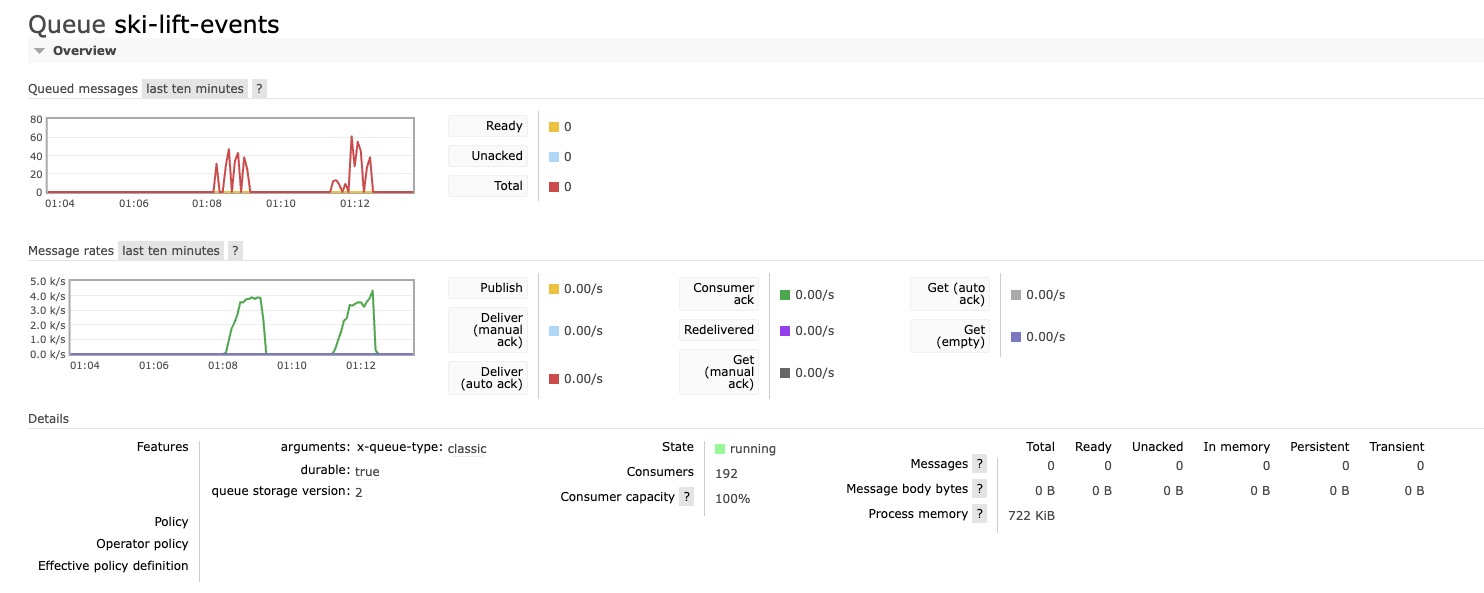 Queue ski-lift-events
Overview
Queued messages last ten minutes ?
80
60
40
20
0
01:04 01:06 01:08 01:10 01:12
Ready 0
Unacked 0
Total 0
Message rates last ten minutes ?
5.0 k/s
4.0 k/s
3.0 k/s
2.0 k/s
1.0 k/s
0.0 k/s
01:04 01:06 01:08 01:10 01:12
Publish 0.00/s
Deliver
(manual 0.00/s
ack)
Deliver
(auto ack) 0.00/s
Consumer
ack 0.00/s
Redelivered 0.00/s
Get
(manual 0.00/s
ack)
Get (auto
ack) 0.00/s
Get
(empty) 0.00/s
Details
Features arguments: x-queue-type: classic
durable: true
queue storage version: 2
Policy
Operator policy
Effective policy definition
State running
Consumers 192
Consumer capacity ? 100%
Total Ready Unacked In memory Persistent Transient
Messages ? 0 0 0 0 0 0
Message body bytes ? 0 B 0 B 0 B 0 B 0 B 0 B
Process memory ? 722 KiB